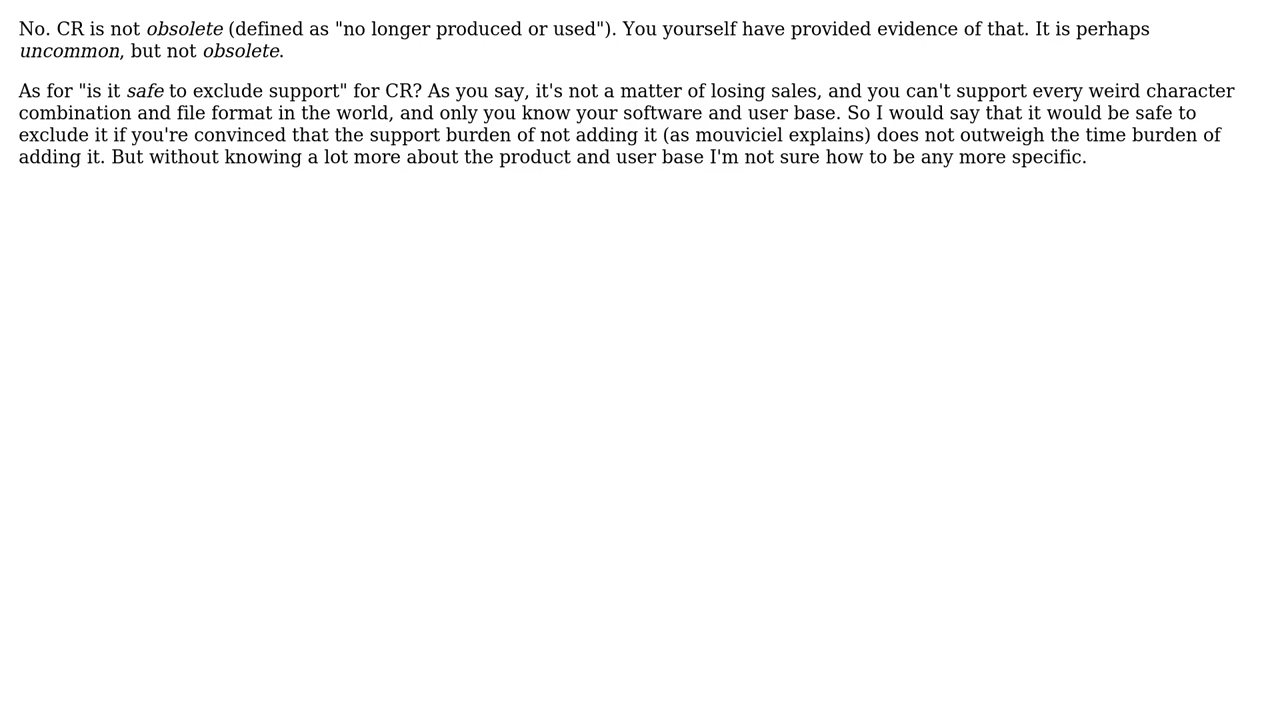 No. CR is not obsolete (defined as "no longer produced or used"). You yourself have provided evidence of that. It is perhaps
uncommon, but not obsolete.
As for "is it safe to exclude support" for CR? As you say, it's not a matter of losing sales, and you can't support every weird character
combination and file format in the world, and only you know your software and user base. So I would say that it would be safe to
exclude it if you're convinced that the support burden of not adding it (as mouviciel explains) does not outweigh the time burden of
adding it. But without knowing a lot more about the product and user base I'm not sure how to be any more specific.